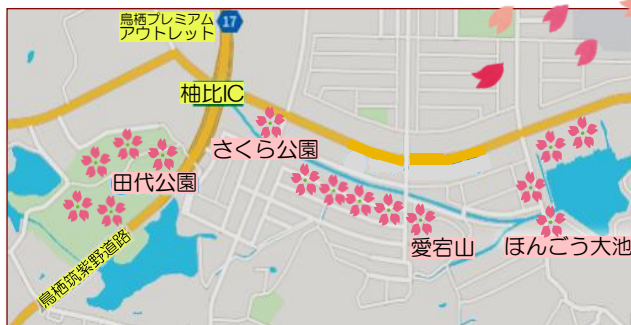 鳥栖プレミアム
アウトレット
17
柚比IC
さくら公園
田代公園
鳥栖筑紫野道路
愛宕山
ほんごう大池